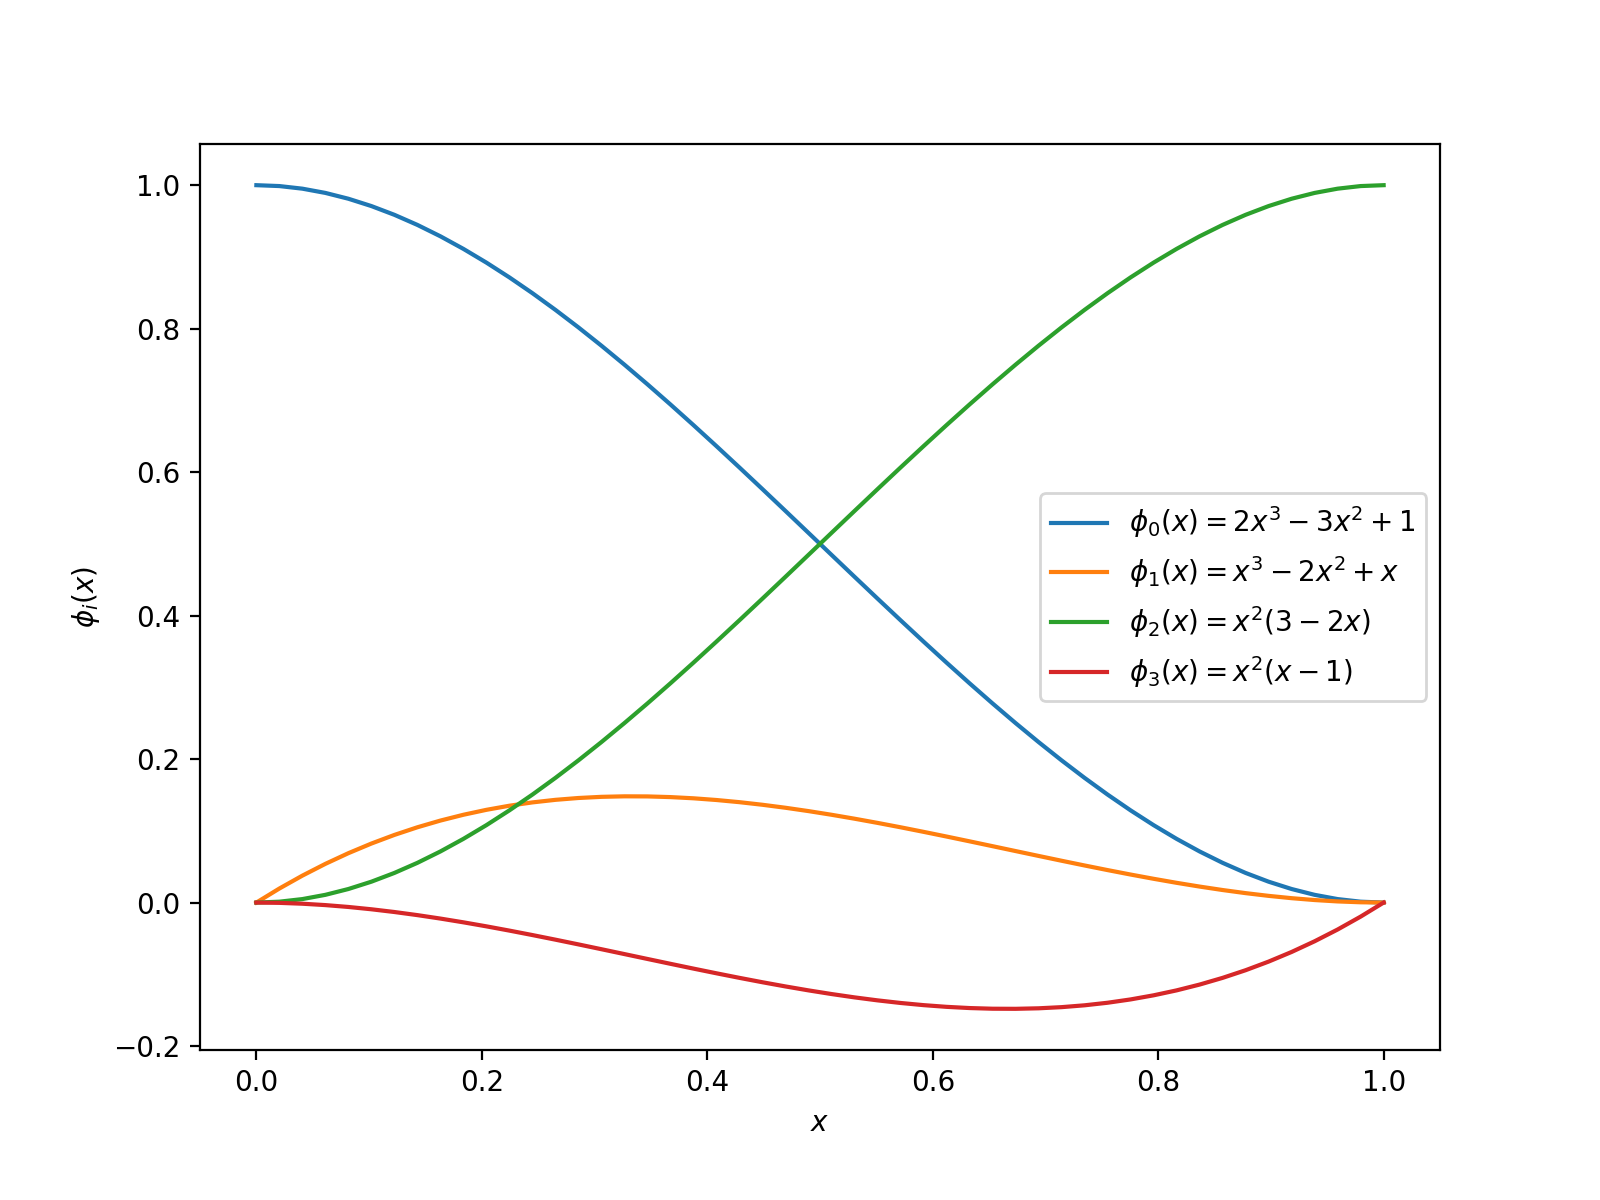 1.0
0.8
0.6
0.4
0.2
0.0
−0.2
ϕᵢ(x)
ϕ₀(x) = 2x³ − 3x² + 1
ϕ₁(x) = x³ − 2x² + x
ϕ₂(x) = x²(3 − 2x)
ϕ₃(x) = x²(x − 1)
0.0 0.2 0.4 0.6 0.8 1.0
x